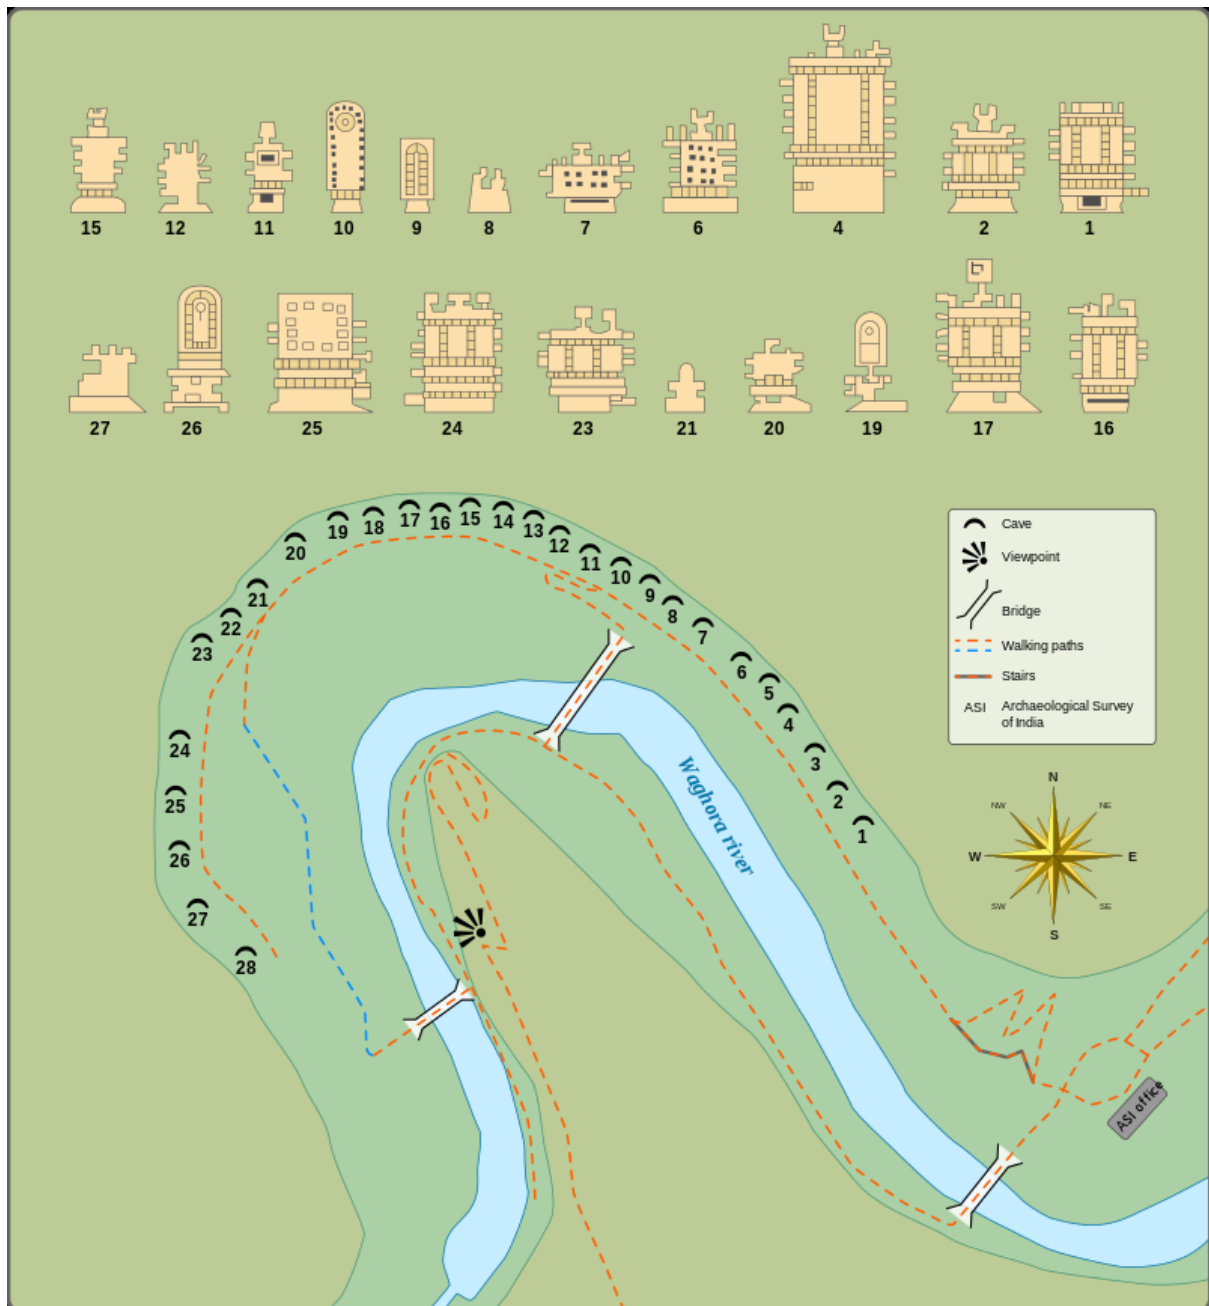 15 12 11 10 9 8 7 6 4 2 1
27 26 25 24 23 21 20 19 17 16
Cave
Viewpoint
Bridge
Walking paths
Stairs
ASI Archaeological Survey
of India
20
19
18
17
16
15
14
13
12
11
10
9
8
7
6
5
4
3
2
1
21
22
23
24
25
26
27
28
Waghora river
N
NW
NE
W
E
SW
SE
S
ASI office